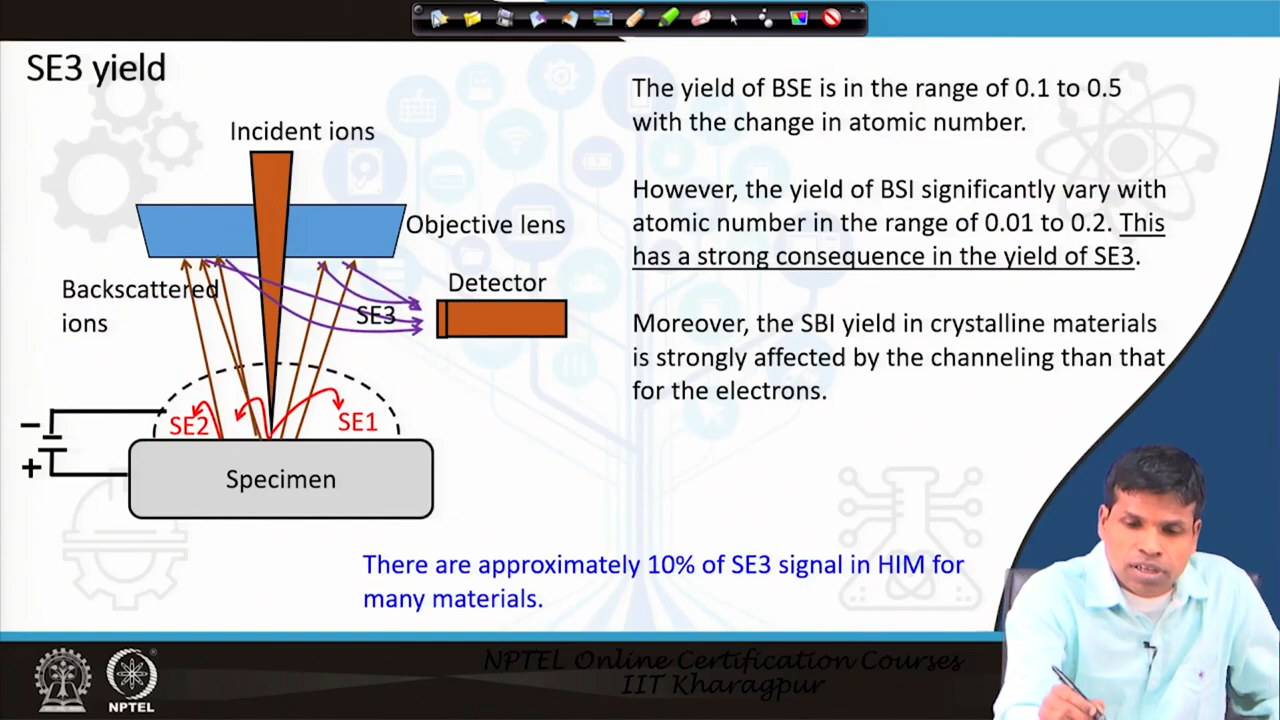 SE3 yield
Incident ions
Objective lens
Backscattered
ions
Detector
SE3
SE2
SE1
−
+
Specimen
The yield of BSE is in the range of 0.1 to 0.5
with the change in atomic number.
However, the yield of BSI significantly vary with
atomic number in the range of 0.01 to 0.2. This
has a strong consequence in the yield of SE3.
Moreover, the SBI yield in crystalline materials
is strongly affected by the channeling than that
for the electrons.
There are approximately 10% of SE3 signal in HIM for
many materials.
NPTEL Online Certification Courses
IIT Kharagpur
NPTEL